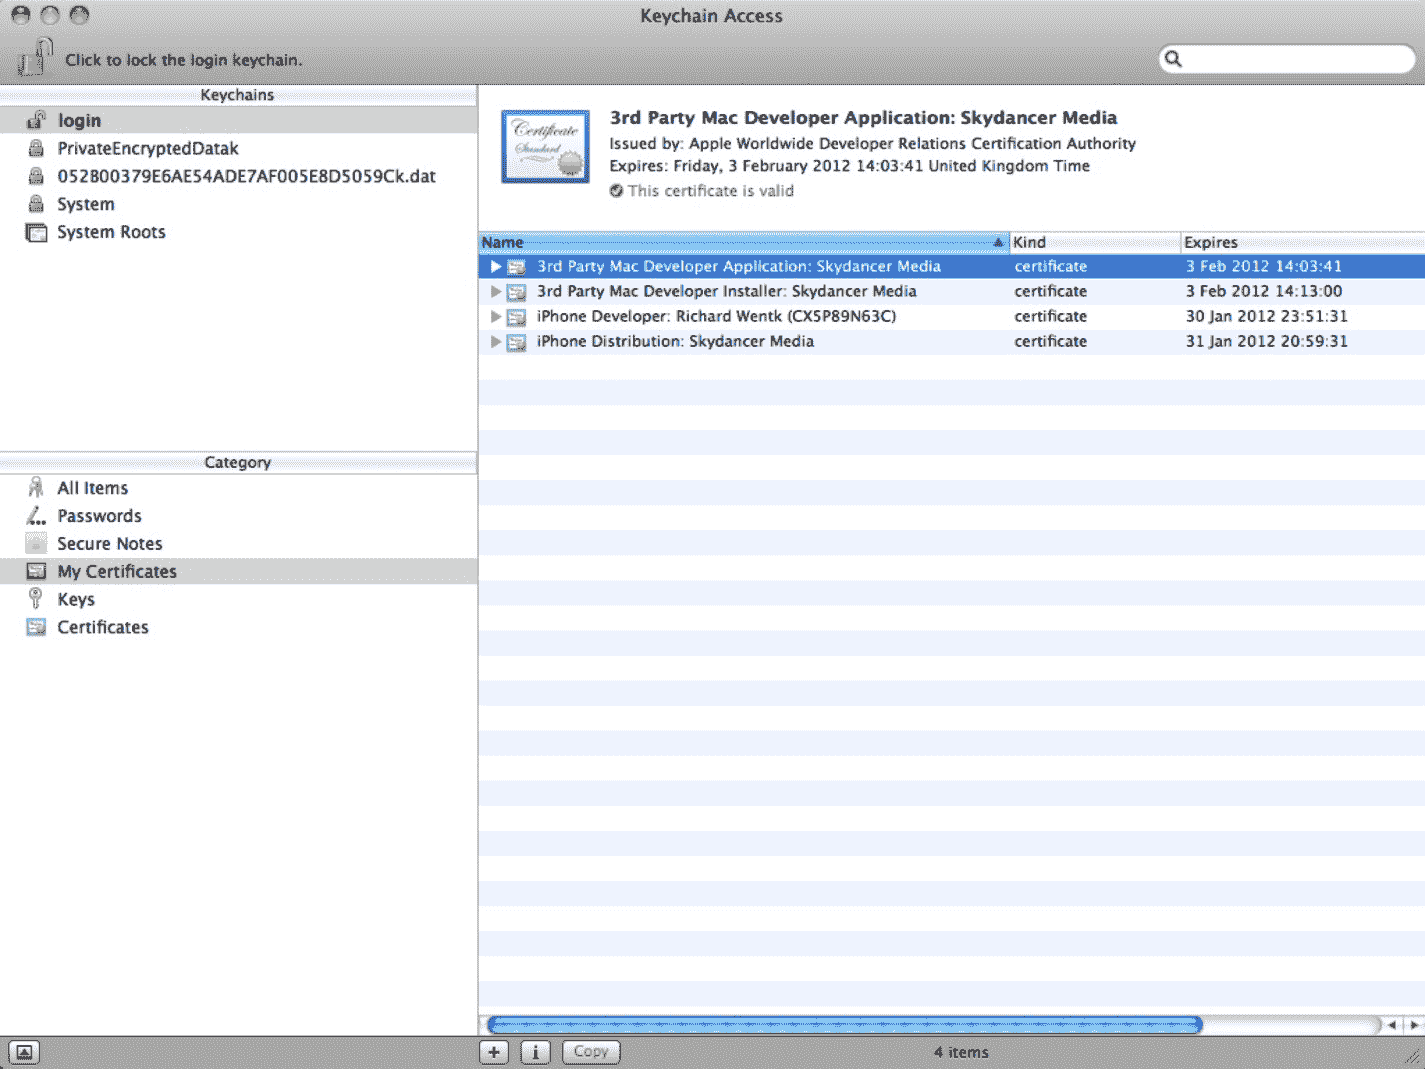 Keychain Access
Click to lock the login keychain.
Keychains
login
PrivateEncryptedDatak
052800379E6AE54ADE7AF005E8D5059Ck.dat
System
System Roots
Category
All Items
Passwords
Secure Notes
My Certificates
Keys
Certificates
Certificate
Standard
3rd Party Mac Developer Application: Skydancer Media
Issued by: Apple Worldwide Developer Relations Certification Authority
Expires: Friday, 3 February 2012 14:03:41 United Kingdom Time
This certificate is valid
Name Kind Expires
3rd Party Mac Developer Application: Skydancer Media certificate 3 Feb 2012 14:03:41
3rd Party Mac Developer Installer: Skydancer Media certificate 3 Feb 2012 14:13:00
iPhone Developer: Richard Wentk (CX5P89N63C) certificate 30 Jan 2012 23:51:31
iPhone Distribution: Skydancer Media certificate 31 Jan 2012 20:59:31
+ i Copy 4 items